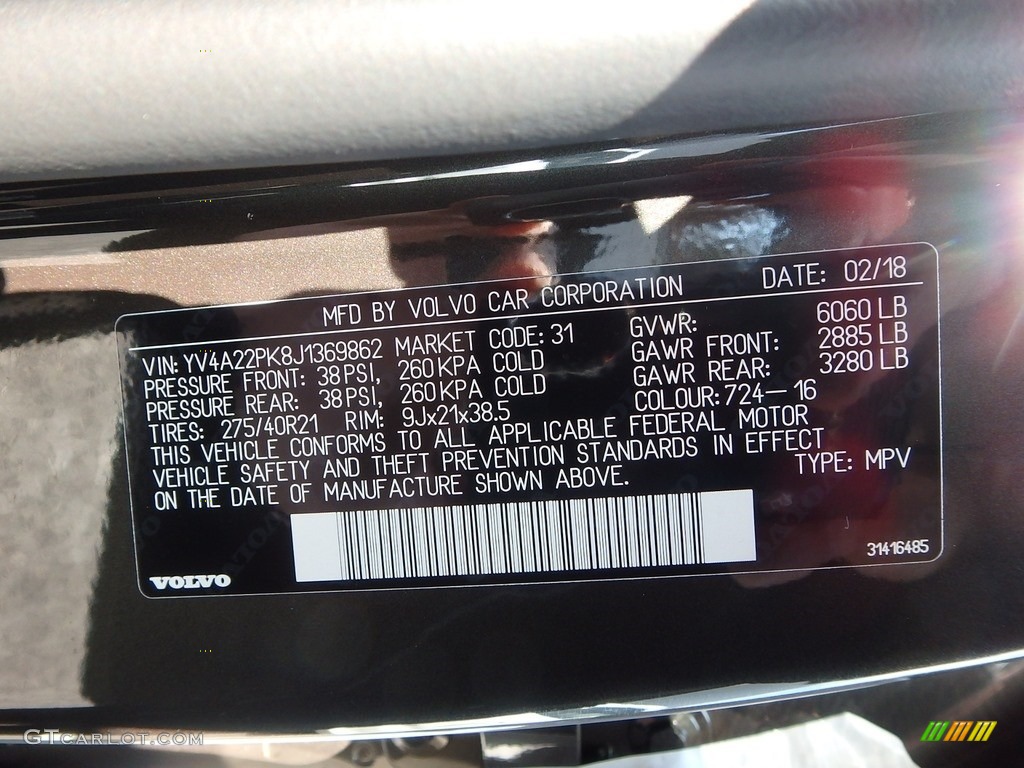 MFD BY VOLVO CAR CORPORATION DATE: 02/18
VIN: YV4A22PK8J1369862 MARKET CODE: 31 GVWR: 6060 LB
PRESSURE FRONT: 38 PSI, 260 KPA COLD GAWR FRONT: 2885 LB
PRESSURE REAR: 38 PSI, 260 KPA COLD GAWR REAR: 3280 LB
TIRES: 275/40R21 RIM: 9Jx21x38.5 COLOUR: 724-16
THIS VEHICLE CONFORMS TO ALL APPLICABLE FEDERAL MOTOR
VEHICLE SAFETY AND THEFT PREVENTION STANDARDS IN EFFECT
ON THE DATE OF MANUFACTURE SHOWN ABOVE. TYPE: MPV
31416485
VOLVO
GTCARLOT.COM